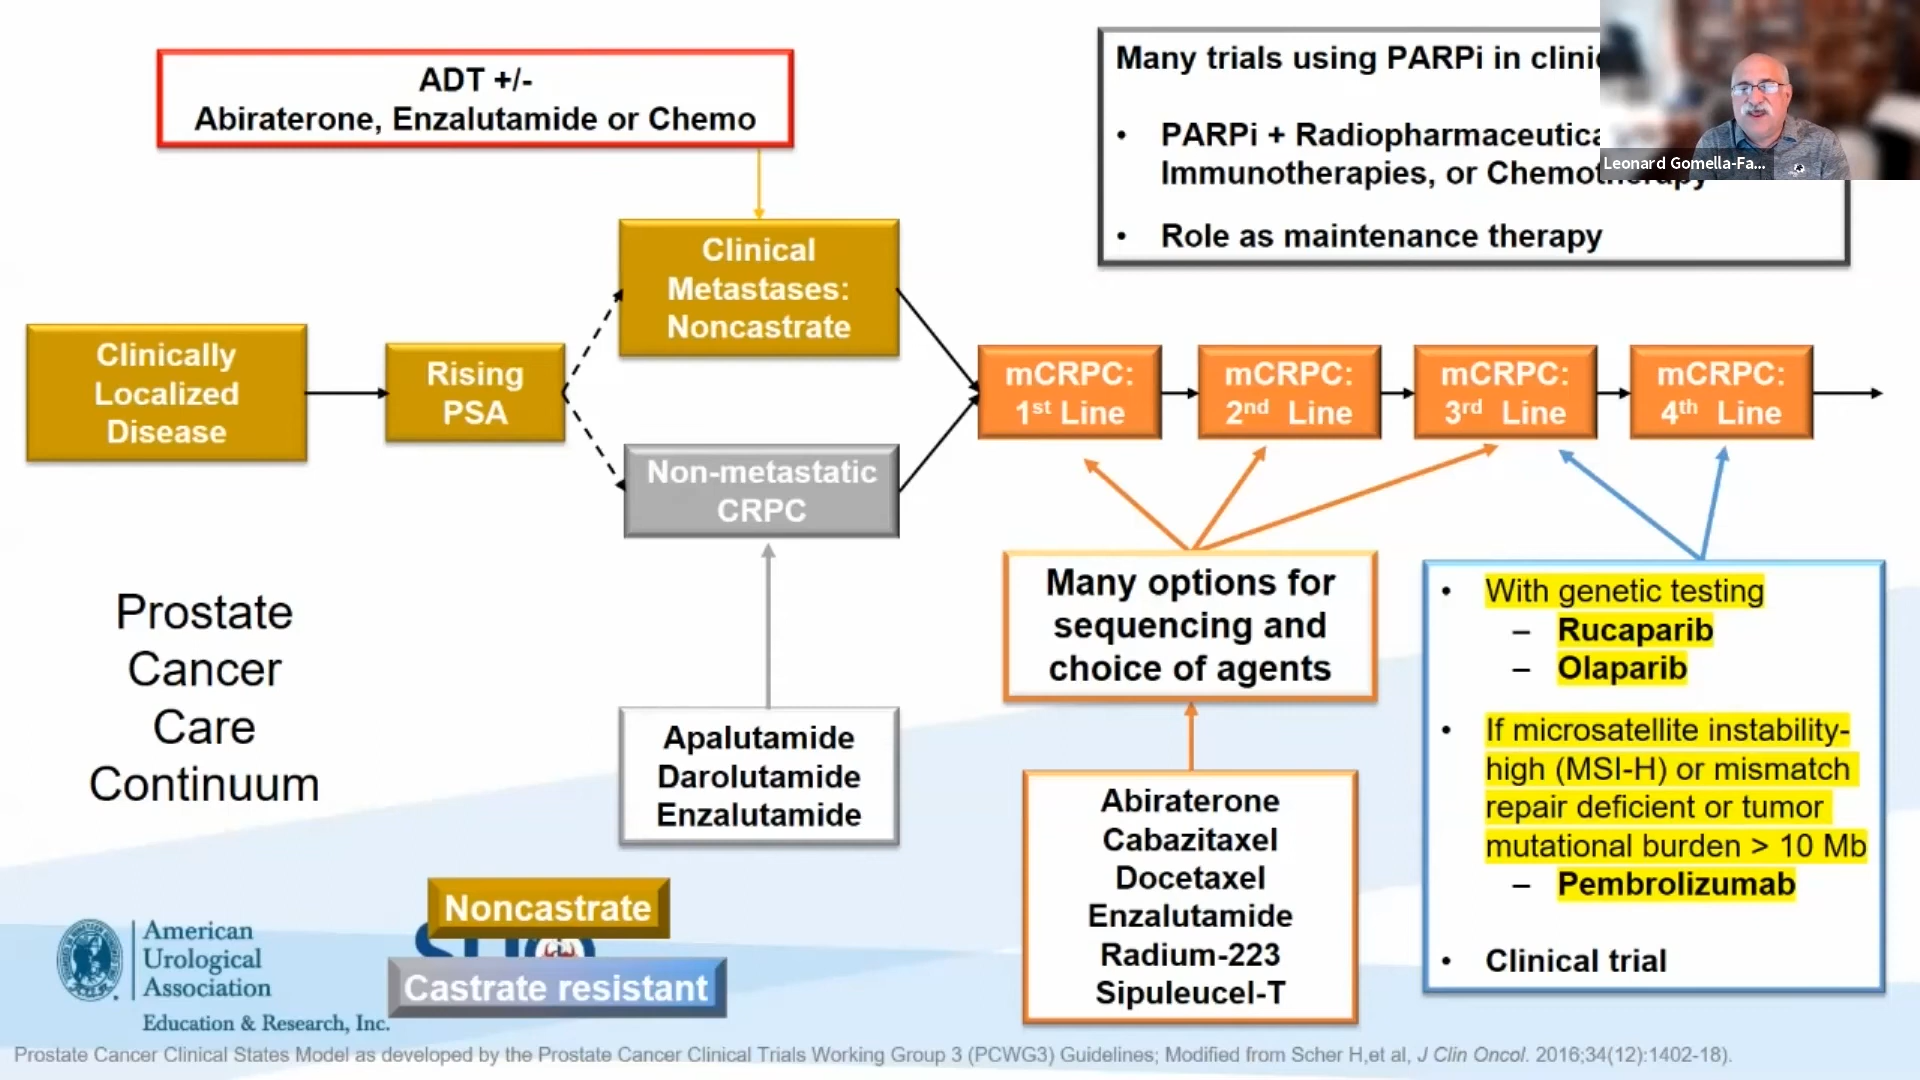 ADT +/-
Abiraterone, Enzalutamide or Chemo
Many trials using PARPi in
• PARPi +
Immunotherapies, or
• Role as maintenance therapy
Leonard Gomella-Fa...
Clinical
Metastases:
Noncastrate
Clinically
Localized
Disease
Rising
PSA
Non-metastatic
CRPC
mCRPC:
1st Line
mCRPC:
2nd Line
mCRPC:
3rd Line
mCRPC:
4th Line
Prostate
Cancer
Care
Continuum
Apalutamide
Darolutamide
Enzalutamide
Many options for
sequencing and
choice of agents
Abiraterone
Cabazitaxel
Docetaxel
Enzalutamide
Radium-223
Sipuleucel-T
• With genetic testing
– Rucaparib
– Olaparib
• If microsatellite instability-
high (MSI-H) or mismatch
repair deficient or tumor
mutational burden > 10 Mb
– Pembrolizumab
• Clinical trial
Noncastrate
Castrate resistant
American
Urological
Association
Education & Research, Inc.
Prostate Cancer Clinical States Model as developed by the Prostate Cancer Clinical Trials Working Group 3 (PCWG3) Guidelines; Modified from Scher H,et al, J Clin Oncol. 2016;34(12):1402-18).